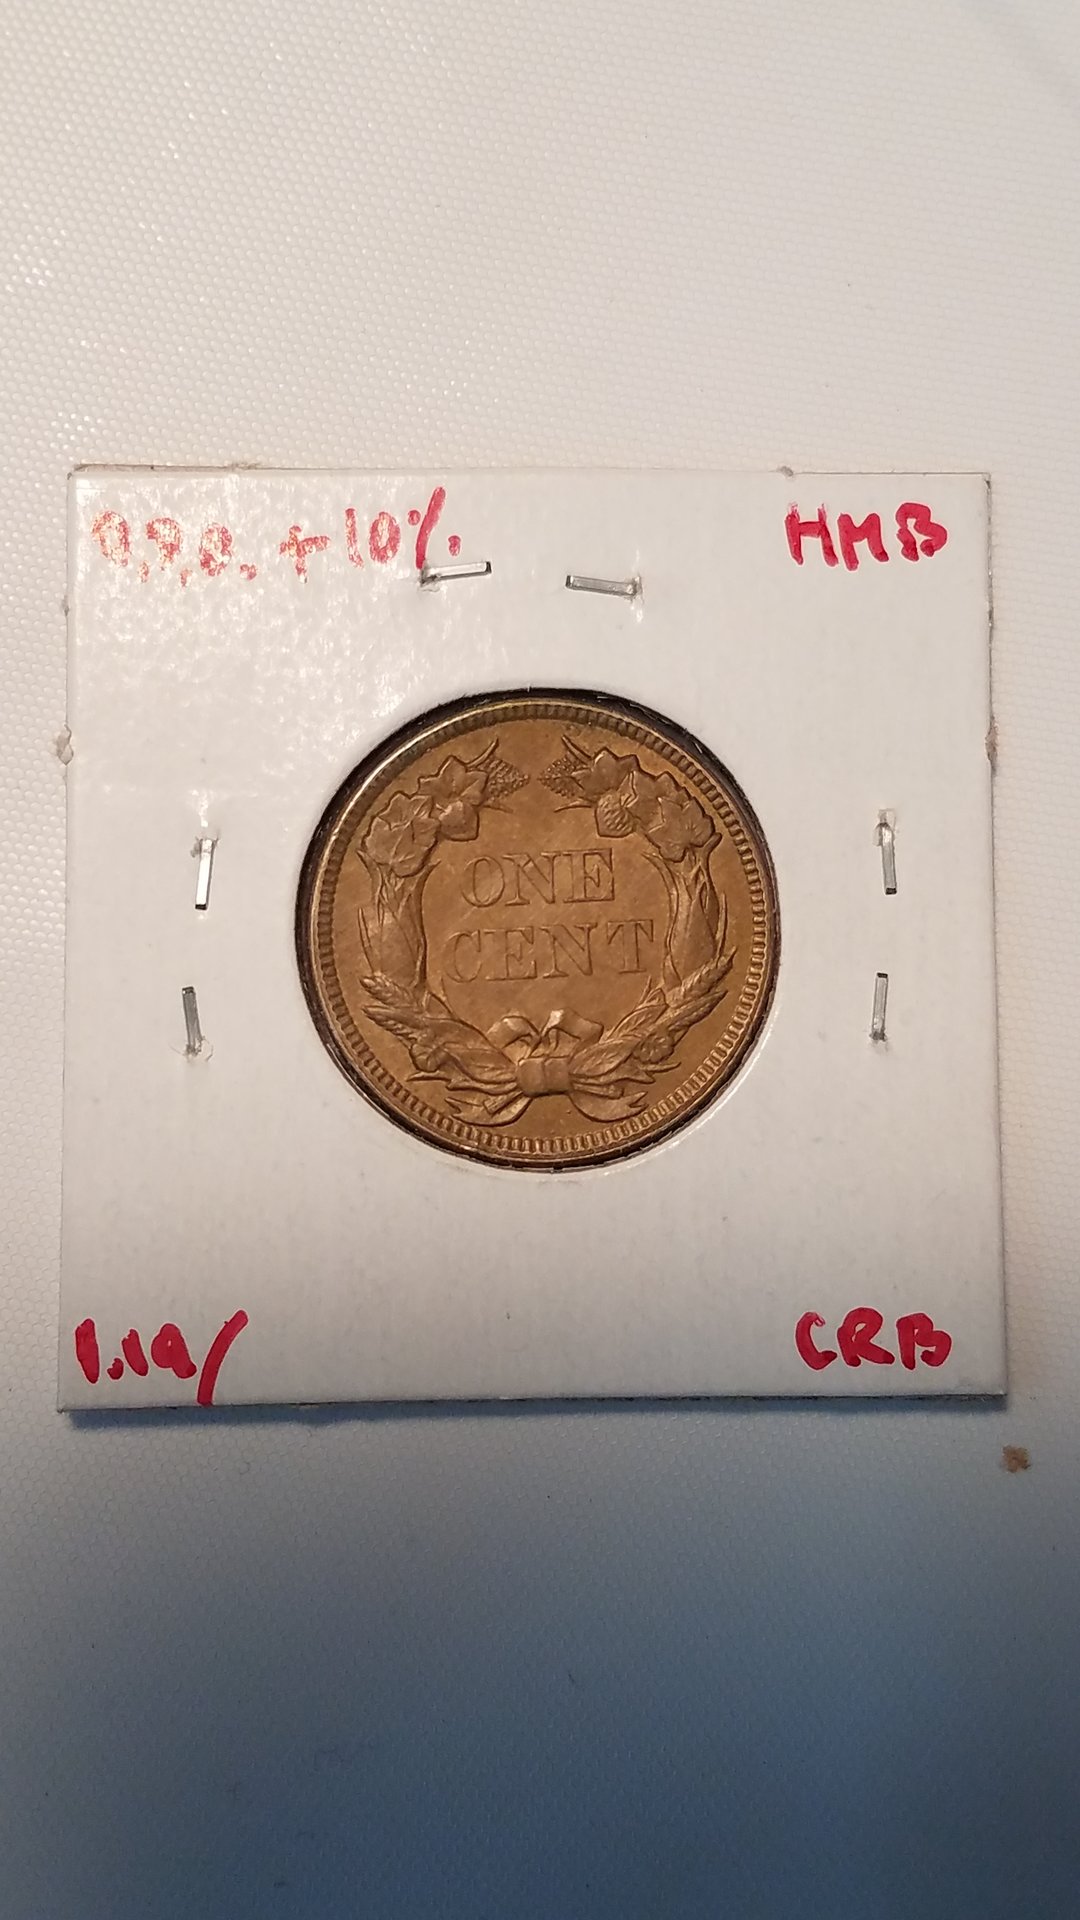 +10%.
HMB
ONE
CENT
CRB